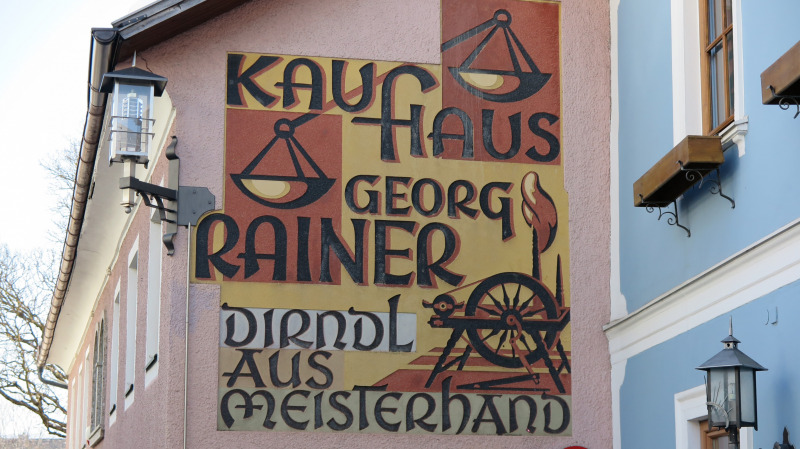 KAUF
HAUS
GEORG
RAINER
DIRNDL
AUS
MEISTERHAND